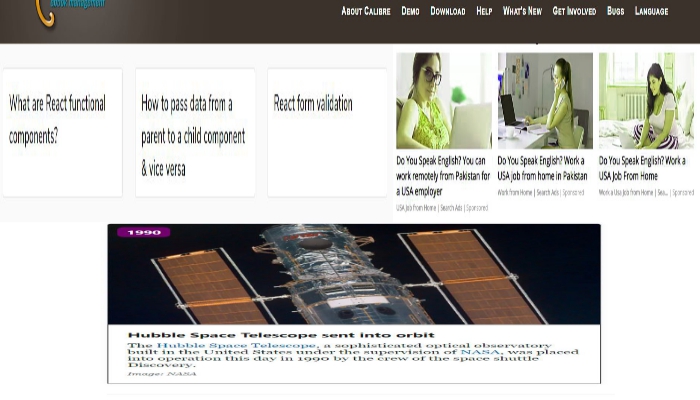 ebook management
About Calibre Demo Download Help What's New Get Involved Bugs Language
What are React functional
components?
How to pass data from a
parent to a child component
& vice versa
React form validation
Do You Speak English? You can
work remotely from Pakistan for
a USA employer
USA Job from Home | Search Ads | Sponsored
Do You Speak English? Work a
USA job from home in Pakistan
Work from Home | Search Ads | Sponsored
Do You Speak English? Work a
USA Job From Home
Work a Usa Job from Home | Sea... | Sponsored
1990
Hubble Space Telescope sent into orbit
The Hubble Space Telescope, a sophisticated optical observatory
built in the United States under the supervision of NASA, was placed
into operation this day in 1990 by the crew of the space shuttle
Discovery.
Image: NASA